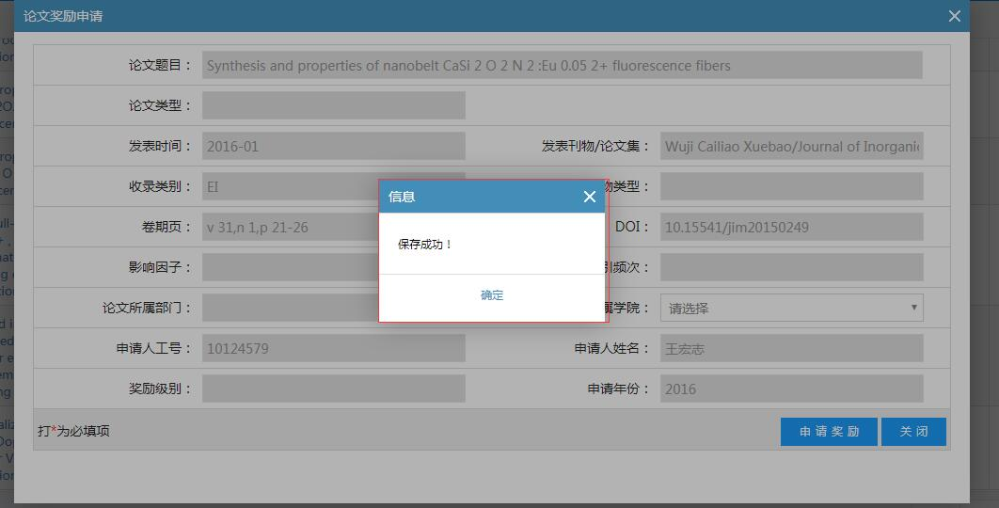 论文奖励申请
论文题目： Synthesis and properties of nanobelt CaSi 2 O 2 N 2 :Eu 0.05 2+ fluorescence fibers
论文类型：
发表时间： 2016-01 发表刊物/论文集： Wuji Cailiao Xuebao/Journal of Inorganic
收录类别： EI 物类型：
信息
卷期页： v 31,n 1,p 21-26 DOI： 10.15541/jim20150249
保存成功！
影响因子： 引频次：
确定
论文所属部门： 属学院： 请选择
申请人工号： 10124579 申请人姓名： 王宏志
奖励级别： 申请年份： 2016
打*为必填项 申 请 奖 励 关 闭